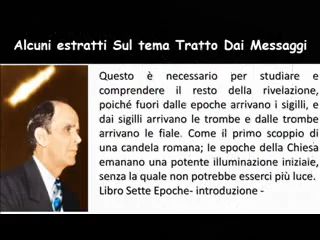 Alcuni estratti Sul tema Tratto Dai Messaggi
Questo è necessario per studiare e
comprendere il resto della rivelazione,
poiché fuori dalle epoche arrivano i sigilli, e
dai sigilli arrivano le trombe e dalle trombe
arrivano le fiale. Come il primo scoppio di
una candela romana; le epoche della Chiesa
emanano una potente illuminazione iniziale,
senza la quale non potrebbe esserci più luce.
Libro Sette Epoche- introduzione -